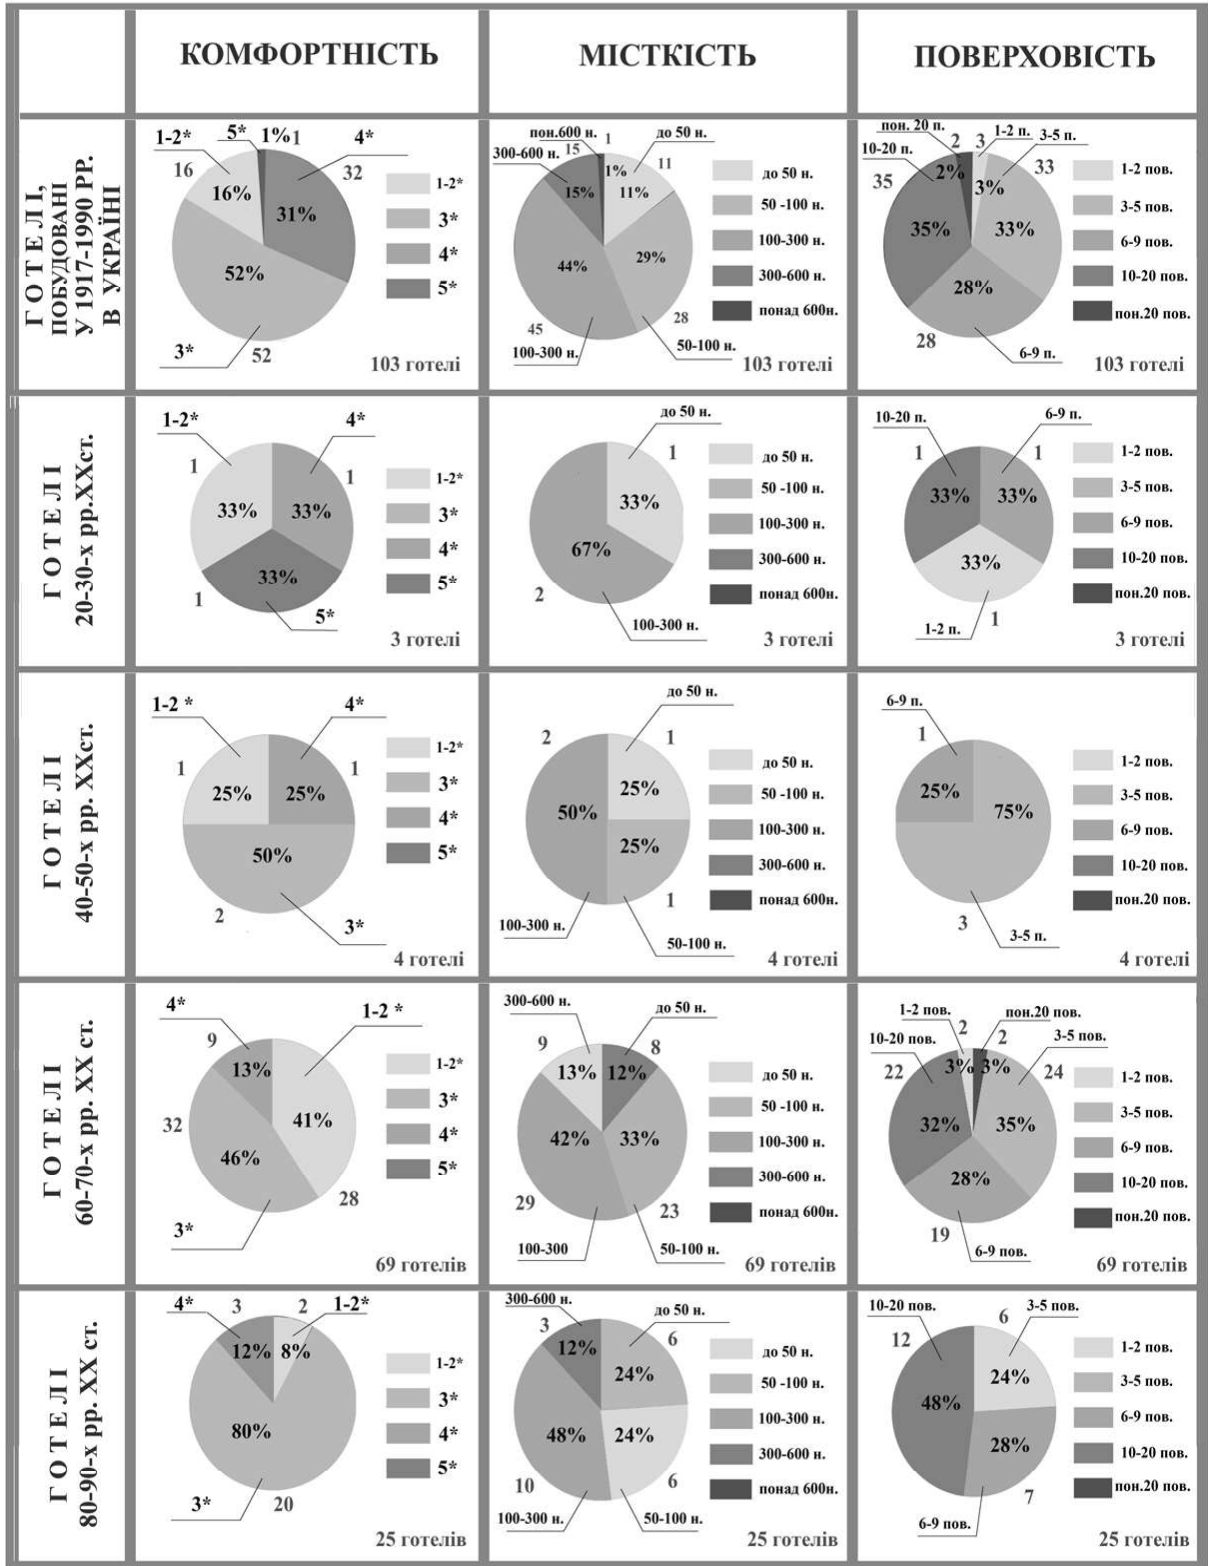 КОМФОРТНІСТЬ
МІСТКІСТЬ
ПОВЕРХОВІСТЬ
Г О Т Е Л І,
ПОБУДОВАНІ
У 1917-1990 РР.
В УКРАЇНІ
1-2*
5*
1%
1
4*
16
32
16%
31%
52%
3*
52
1-2*
3*
4*
5*
103 готелі
пон.600 н.
1
до 50 н.
300-600 н.
15
11
1%
15%
11%
44%
29%
45
28
100-300 н.
50-100 н.
до 50 н.
50 -100 н.
100-300 н.
300-600 н.
понад 600н.
103 готелі
пон. 20 п.
2
3
1-2 п.
3-5 п.
10-20 п.
33
35
2%
3%
35%
33%
28%
28
6-9 п.
1-2 пов.
3-5 пов.
6-9 пов.
10-20 пов.
пон.20 пов.
103 готелі
Г О Т Е Л І
20-30-х рр.ХХст.
1-2*
4*
1
1
33%
33%
33%
1
5*
1-2*
3*
4*
5*
3 готелі
до 50 н.
1
33%
67%
2
100-300 н.
до 50 н.
50 -100 н.
100-300 н.
300-600 н.
понад 600н.
3 готелі
10-20 п.
6-9 п.
1
1
33%
33%
33%
1-2 п.
1
1-2 пов.
3-5 пов.
6-9 пов.
10-20 пов.
пон.20 пов.
3 готелі
Г О Т Е Л І
40-50-х рр. ХХст.
1-2 *
4*
1
1
25%
25%
50%
2
3*
1-2*
3*
4*
5*
4 готелі
до 50 н.
2
1
25%
50%
25%
1
100-300 н.
50-100 н.
до 50 н.
50 -100 н.
100-300 н.
300-600 н.
понад 600н.
4 готелі
6-9 п.
1
25%
75%
3
3-5 п.
1-2 пов.
3-5 пов.
6-9 пов.
10-20 пов.
пон.20 пов.
4 готелі
Г О Т Е Л І
60-70-х рр. ХХ ст.
4*
1-2 *
9
13%
32
41%
46%
28
3*
1-2*
3*
4*
5*
69 готелів
300-600 н.
до 50 н.
9
8
13%
12%
42%
33%
29
23
100-300
50-100 н.
до 50 н.
50 -100 н.
100-300 н.
300-600 н.
понад 600н.
69 готелів
1-2 пов.
2
пон.20 пов.
2
10-20 пов.
3-5 пов.
22
3%
3%
24
32%
35%
28%
19
6-9 пов.
1-2 пов.
3-5 пов.
6-9 пов.
10-20 пов.
пон.20 пов.
69 готелів
Г О Т Е Л І
80-90-х рр. ХХ ст.
4*
3
2
1-2*
12%
8%
80%
3*
20
1-2*
3*
4*
5*
25 готелів
300-600 н.
до 50 н.
3
6
12%
24%
48%
24%
10
6
100-300 н.
50-100 н.
до 50 н.
50 -100 н.
100-300 н.
300-600 н.
понад 600н.
25 готелів
10-20 пов.
3-5 пов.
12
6
24%
48%
28%
7
6-9 пов.
1-2 пов.
3-5 пов.
6-9 пов.
10-20 пов.
пон.20 пов.
25 готелів